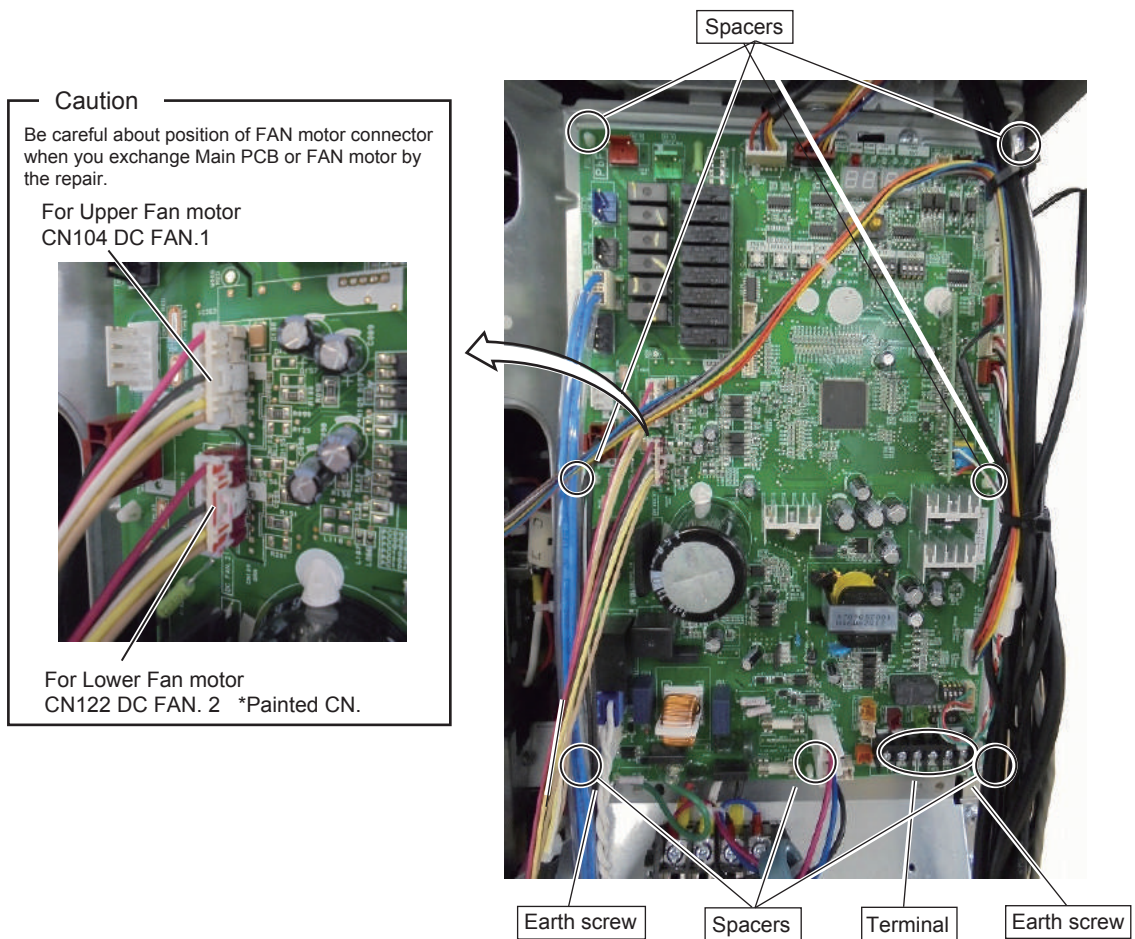 Spacers
Caution
Be careful about position of FAN motor connector
when you exchange Main PCB or FAN motor by
the repair.
For Upper Fan motor
CN104 DC FAN.1
For Lower Fan motor
CN122 DC FAN. 2   *Painted CN.
Earth screw
Spacers
Terminal
Earth screw